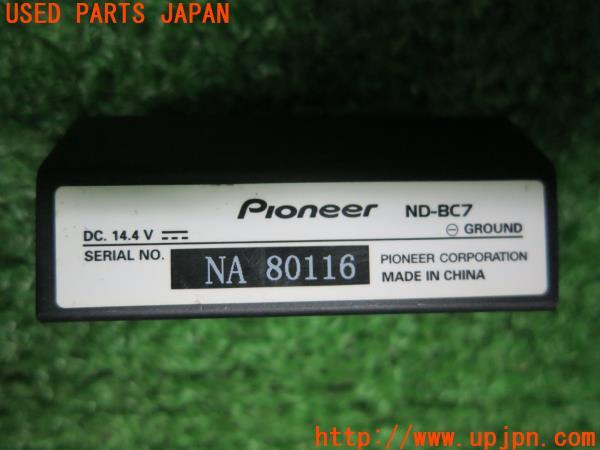 USED PARTS JAPAN
Pioneer ND-BC7
DC. 14.4 V ⎓ ⊖ GROUND
SERIAL NO. NA 80116 PIONEER CORPORATION
MADE IN CHINA
UPJ http://www.upjpn.com